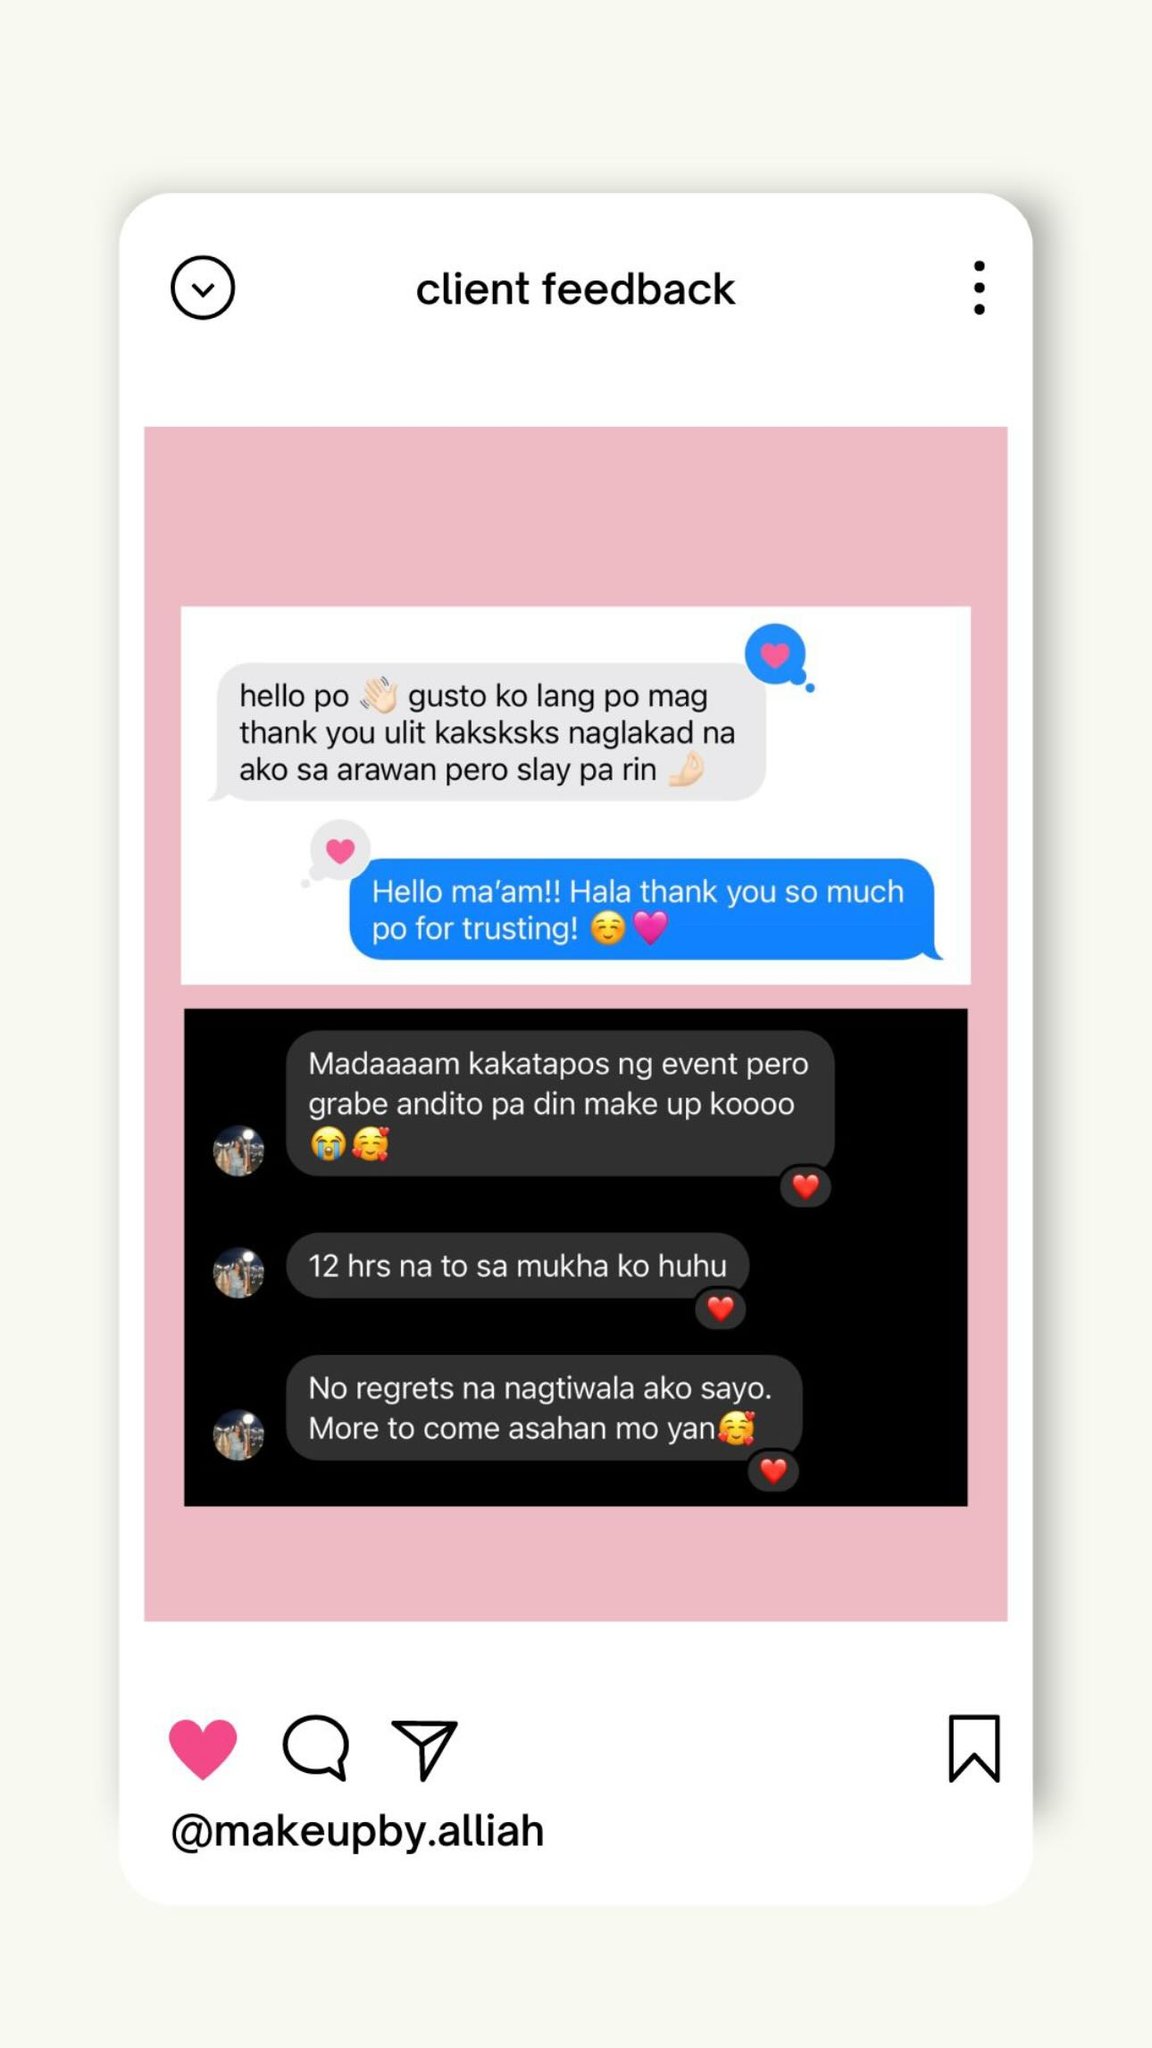 client feedback
hello po 👋🏻 gusto ko lang po mag
thank you ulit kaksksks naglakad na
ako sa arawan pero slay pa rin 🤌🏻
Hello ma'am!! Hala thank you so much
po for trusting! ☺️💗
Madaaaam kakatapos ng event pero
grabe andito pa din make up koooo
😭🥰
12 hrs na to sa mukha ko huhu
No regrets na nagtiwala ako sayo.
More to come asahan mo yan🥰
@makeupby.alliah